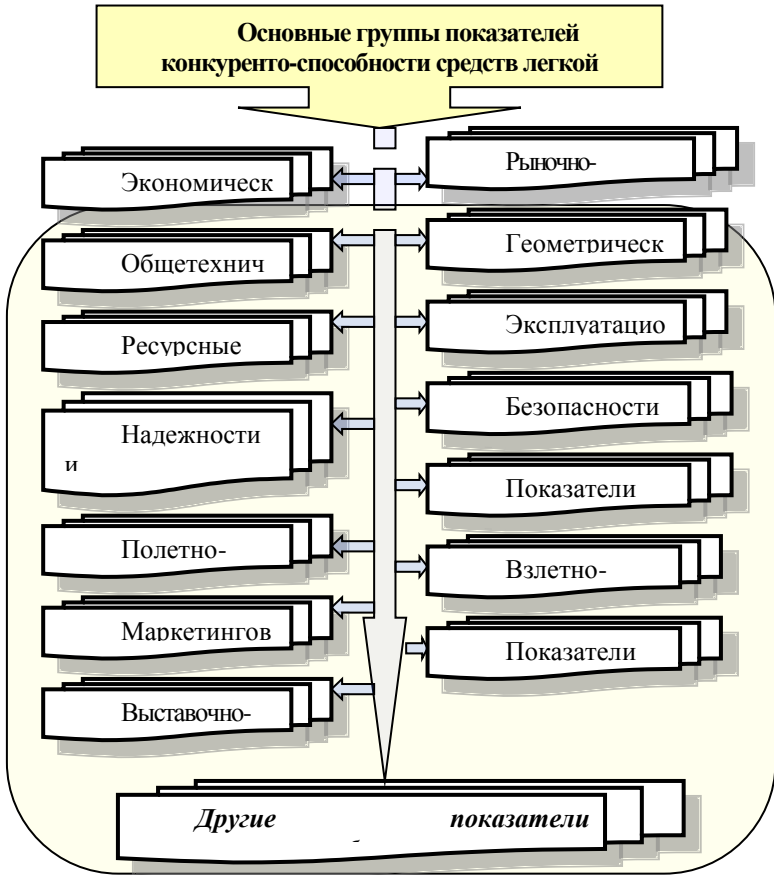 Основные группы показателей
конкуренто-способности средств легкой
Экономическ
Рыночно-
Общетехнич
Геометрическ
Ресурсные
Эксплуатацио
Надежности
и
Безопасности
Показатели
Полетно-
Взлетно-
Маркетингов
Показатели
Выставочно-
Другие показатели